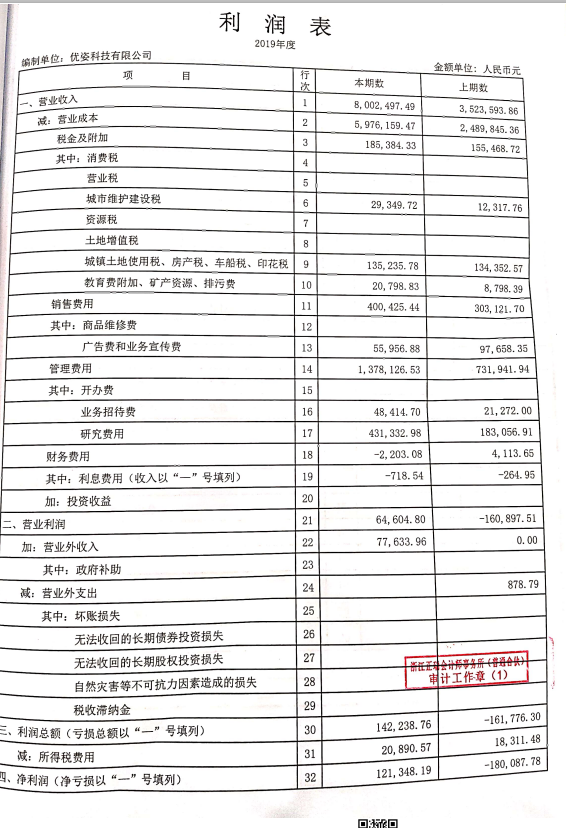 利 润 表
2019年度
编制单位：优姿科技有限公司 金额单位：人民币元
项 目 行次 本期数 上期数
一、营业收入 1 8,002,497.49 3,523,593.86
减：营业成本 2 5,976,159.47 2,489,845.36
税金及附加 3 185,384.33 155,468.72
其中：消费税 4
营业税 5
城市维护建设税 6 29,349.72 12,317.76
资源税 7
土地增值税 8
城镇土地使用税、房产税、车船税、印花税 9 135,235.78 134,352.57
教育费附加、矿产资源、排污费 10 20,798.83 8,798.39
销售费用 11 400,425.44 303,121.70
其中：商品维修费 12
广告费和业务宣传费 13 55,956.88 97,658.35
管理费用 14 1,378,126.53 731,941.94
其中：开办费 15
业务招待费 16 48,414.70 21,272.00
研究费用 17 431,332.98 183,056.91
财务费用 18 -2,203.08 4,113.65
其中：利息费用（收入以“一”号填列） 19 -718.54 -264.95
加：投资收益 20
二、营业利润 21 64,604.80 -160,897.51
加：营业外收入 22 77,633.96 0.00
其中：政府补助 23
减：营业外支出 24 878.79
其中：坏账损失 25
无法收回的长期债券投资损失 26
无法收回的长期股权投资损失 27
浙江正瑞会计师事务所（普通合伙）
审计工作章（1）
自然灾害等不可抗力因素造成的损失 28
税收滞纳金 29
三、利润总额（亏损总额以“一”号填列） 30 142,238.76 -161,776.30
减：所得税费用 31 20,890.57 18,311.48
四、净利润（净亏损以“一”号填列） 32 121,348.19 -180,087.78